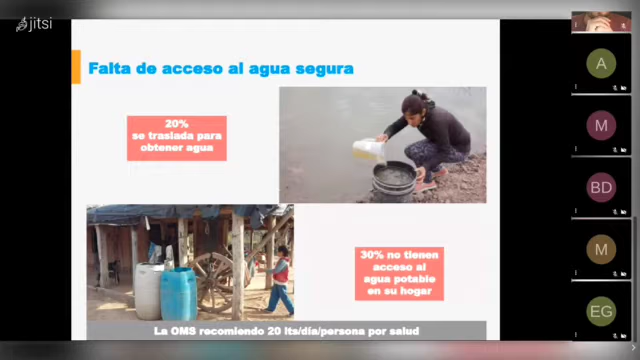 jitsi
Falta de acceso al agua segura
20%
se traslada para
obtener agua
30% no tienen
acceso al
agua potable
en su hogar
La OMS recomiendo 20 lts/día/persona por salud
A
M
BD
M
EG